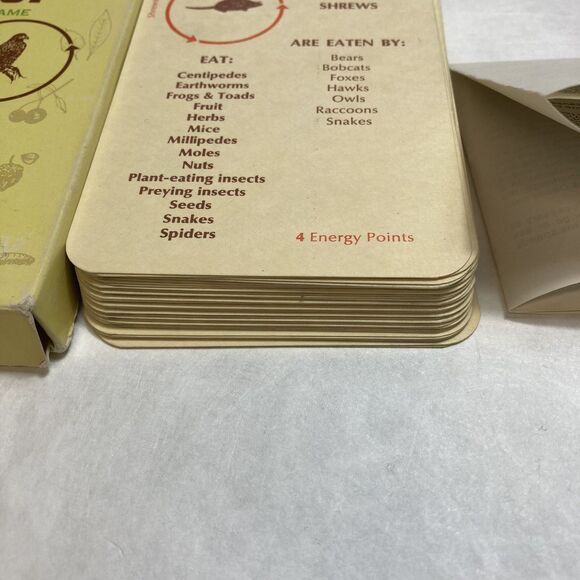 AME
SHREWS
EAT:
Centipedes
Earthworms
Frogs & Toads
Fruit
Herbs
Mice
Millipedes
Moles
Nuts
Plant-eating insects
Preying insects
Seeds
Snakes
Spiders
ARE EATEN BY:
Bears
Bobcats
Foxes
Hawks
Owls
Raccoons
Snakes
4 Energy Points